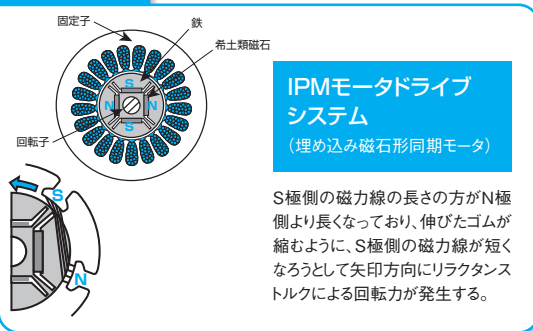 固定子
鉄
希土類磁石
S
N
N
S
回転子
S
N
IPMモータドライブ
システム
（埋め込み磁石形同期モータ）
S極側の磁力線の長さの方がN極
側より長くなっており、伸びたゴムが
縮むように、S極側の磁力線が短く
なろうとして矢印方向にリラクタンス
トルクによる回転力が発生する。